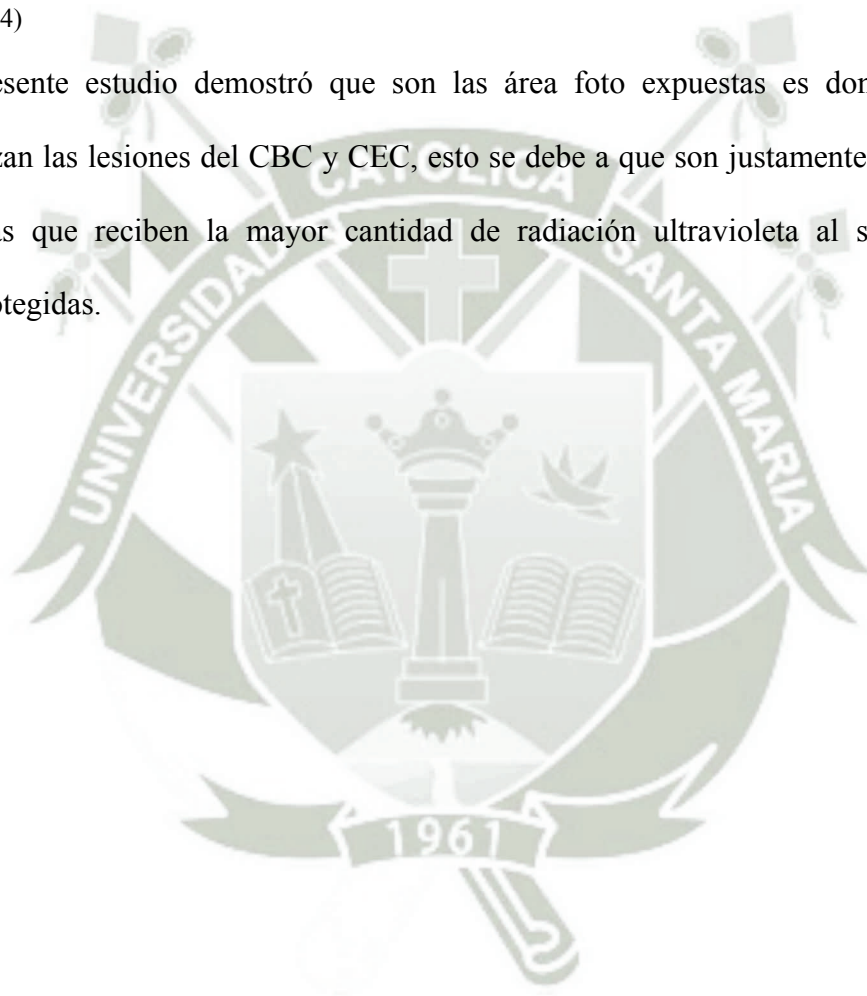 4)
esente estudio demostró que son las área foto expuestas es don
zan las lesiones del CBC y CEC, esto se debe a que son justamente
as que reciben la mayor cantidad de radiación ultravioleta al s
otegidas.
UNIVERSIDAD CATOLICA SANTA MARIA
1961